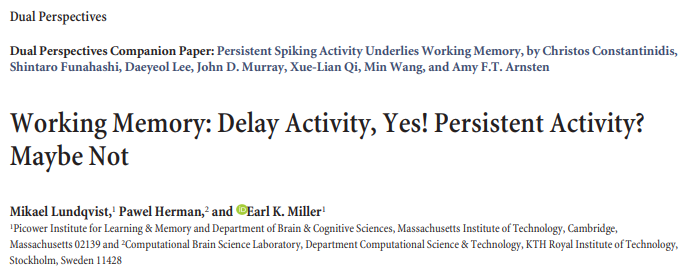 Dual Perspectives
Dual Perspectives Companion Paper: Persistent Spiking Activity Underlies Working Memory, by Christos Constantinidis,
Shintaro Funahashi, Daeyeol Lee, John D. Murray, Xue-Lian Qi, Min Wang, and Amy F.T. Arnsten
Working Memory: Delay Activity, Yes! Persistent Activity?
Maybe Not
Mikael Lundqvist,¹ Pawel Herman,² and iD Earl K. Miller¹
¹Picower Institute for Learning & Memory and Department of Brain & Cognitive Sciences, Massachusetts Institute of Technology, Cambridge,
Massachusetts 02139 and ²Computational Brain Science Laboratory, Department Computational Science & Technology, KTH Royal Institute of Technology,
Stockholm, Sweden 11428